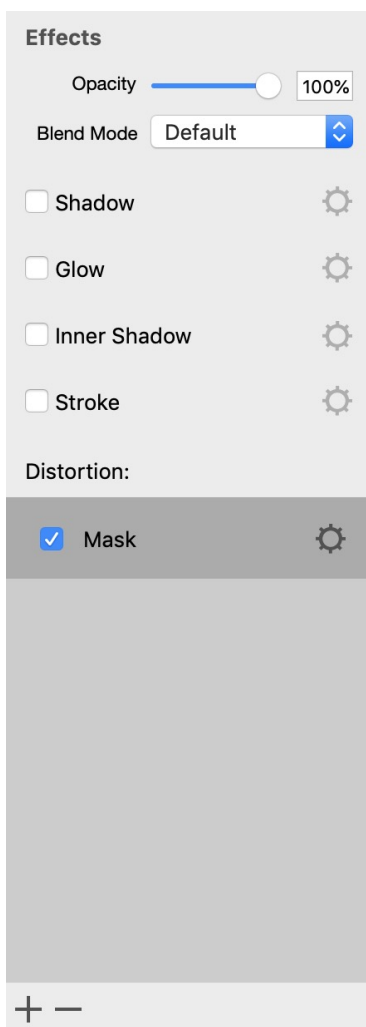 Effects
Opacity 100%
Blend Mode Default
Shadow
Glow
Inner Shadow
Stroke
Distortion:
Mask